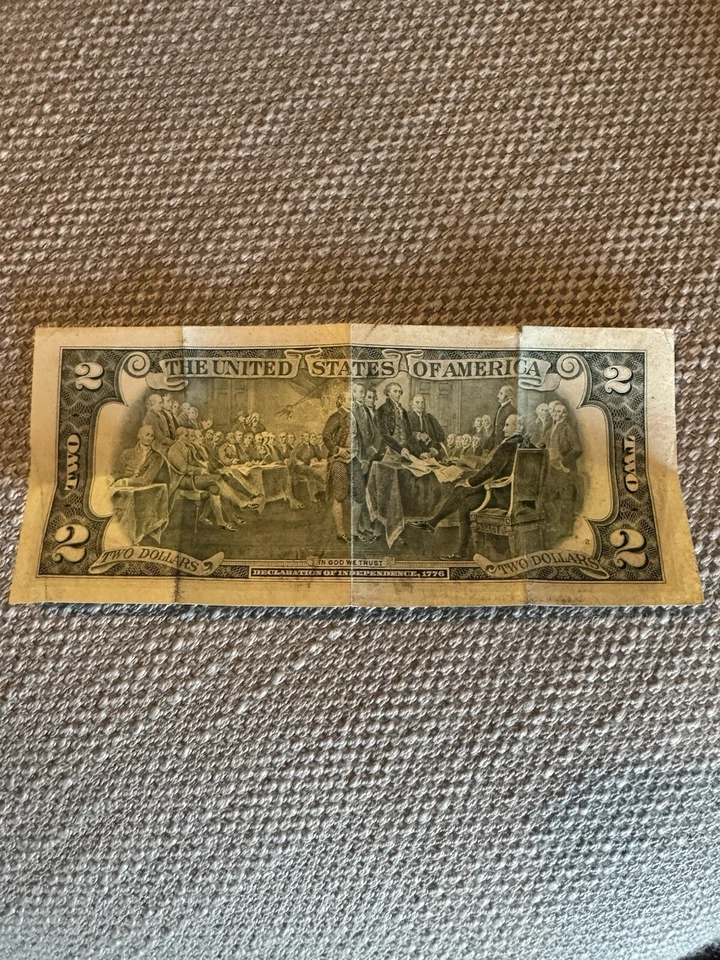 THE UNITED STATES OF AMERICA
2
2
TWO
TWO
2
2
TWO DOLLARS
TWO DOLLARS
IN GOD WE TRUST
DECLARATION OF INDEPENDENCE, 1776
2